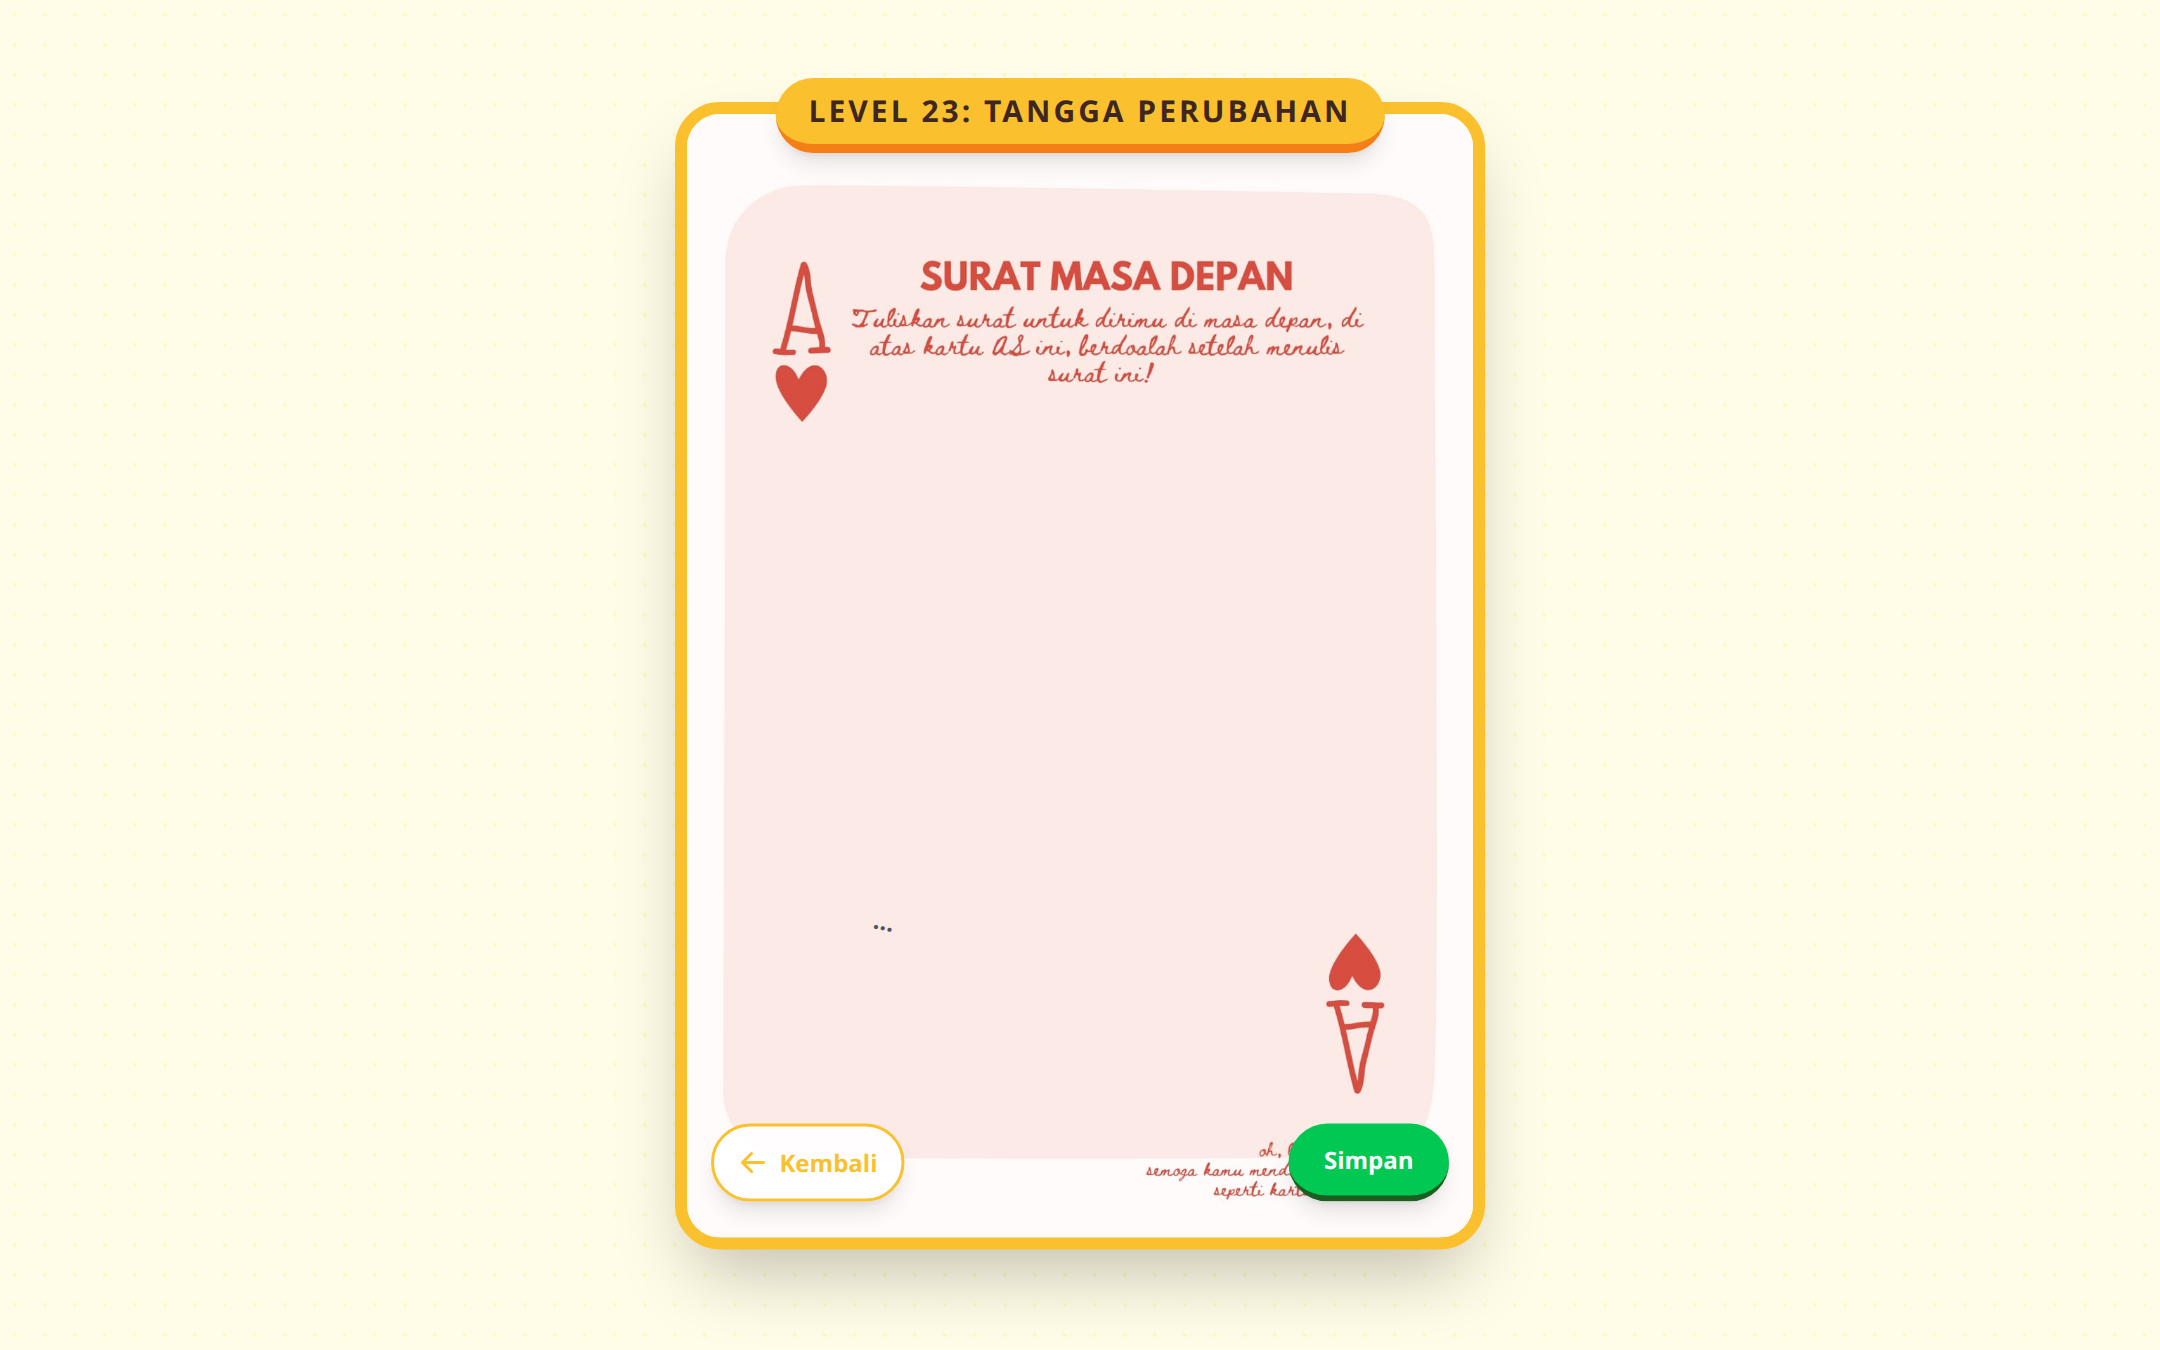 LEVEL 23: TANGGA PERUBAHAN
A
SURAT MASA DEPAN
Tuliskan surat untuk dirimu di masa depan, di
atas kartu AS ini, berdoalah setelah menulis
surat ini!
...
A
oh,
semoga kamu
seperti
← Kembali
Simpan